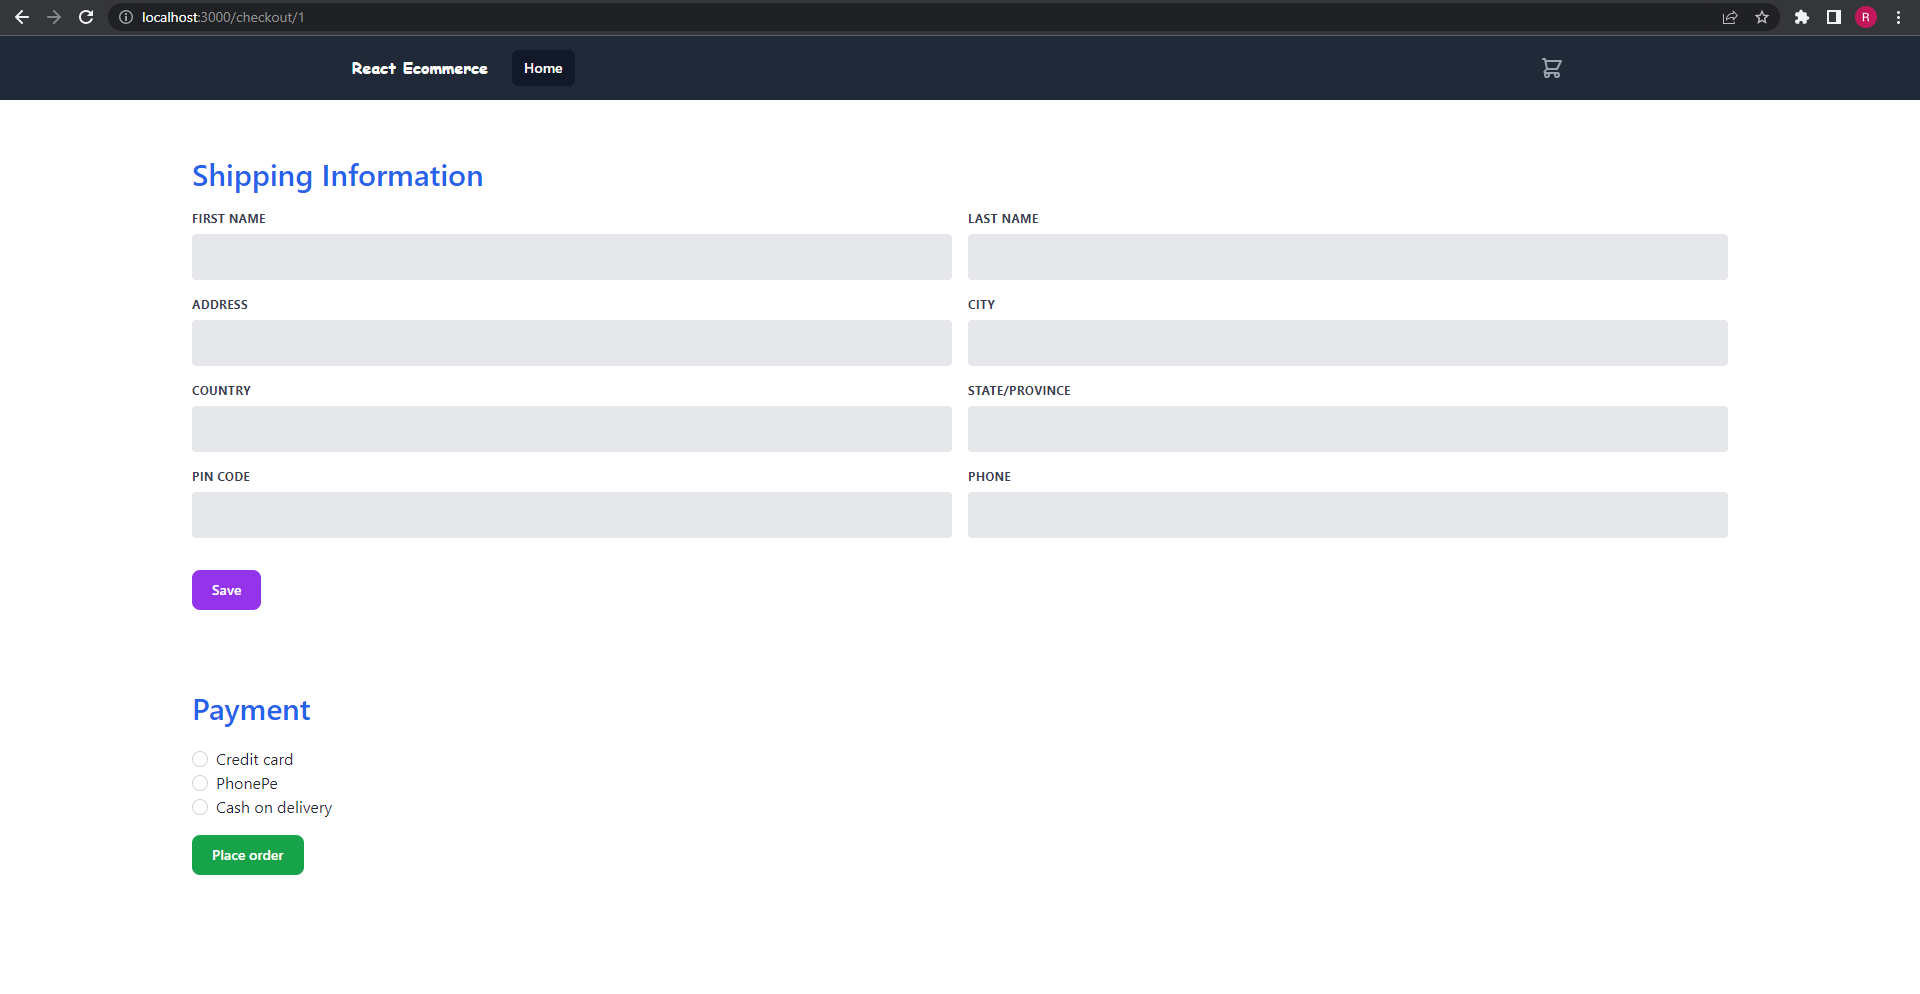 localhost:3000/checkout/1
R
React Ecommerce Home
Shipping Information
FIRST NAME LAST NAME
ADDRESS CITY
COUNTRY STATE/PROVINCE
PIN CODE PHONE
Save
Payment
Credit card
PhonePe
Cash on delivery
Place order